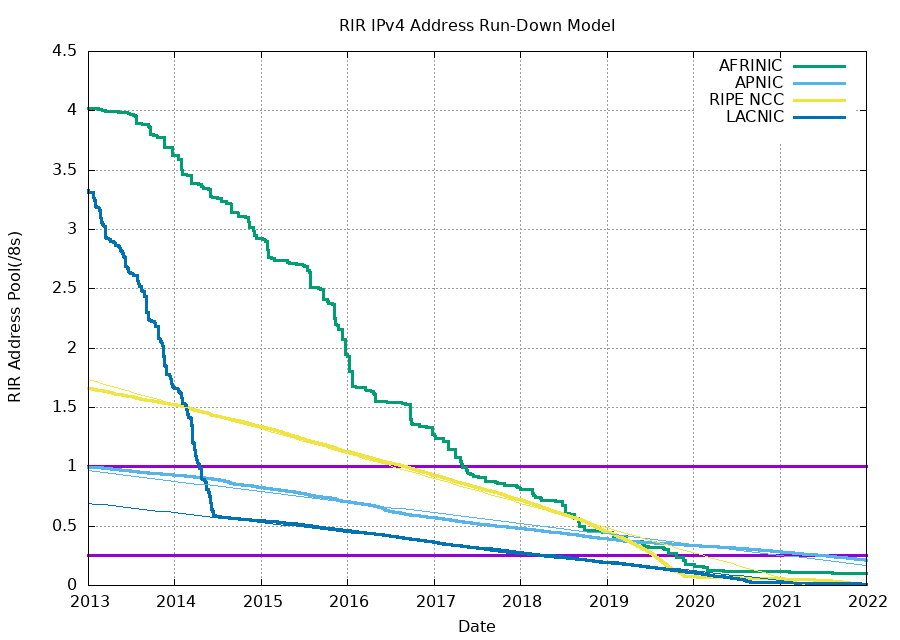 RIR IPv4 Address Run-Down Model
4.5
4
3.5
3
2.5
2
1.5
1
0.5
0
RIR Address Pool(/8s)
AFRINIC
APNIC
RIPE NCC
LACNIC
2013 2014 2015 2016 2017 2018 2019 2020 2021 2022
Date